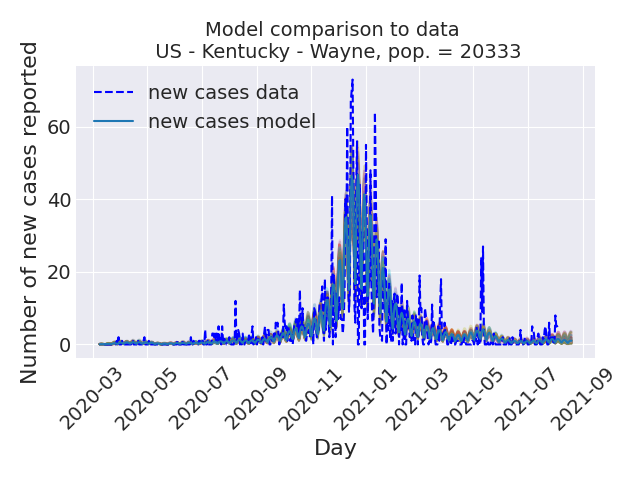 Model comparison to data
US - Kentucky - Wayne, pop. = 20333
Number of new cases reported
new cases data
new cases model
60
40
20
0
2020-03
2020-05
2020-07
2020-09
2020-11
2021-01
2021-03
2021-05
2021-07
2021-09
Day